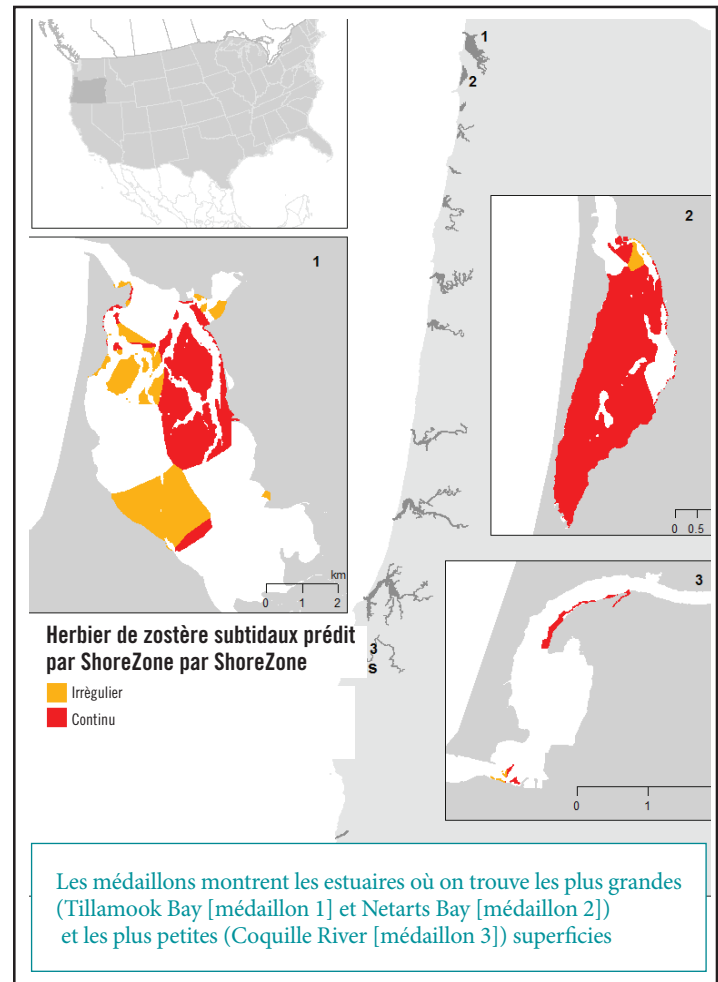 1
2
2
1
km
0 1 2
0 0.5
3
3
S
0 1
Herbier de zostère subtidaux prédit
par ShoreZone par ShoreZone
Irrègulier
Continu
Les médaillons montrent les estuaires où on trouve les plus grandes
(Tillamook Bay [médaillon 1] et Netarts Bay [médaillon 2])
et les plus petites (Coquille River [médaillon 3]) superficies